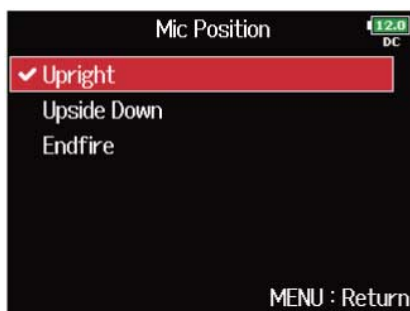 Mic Position
12.0
DC
✔ Upright
Upside Down
Endfire
MENU : Return